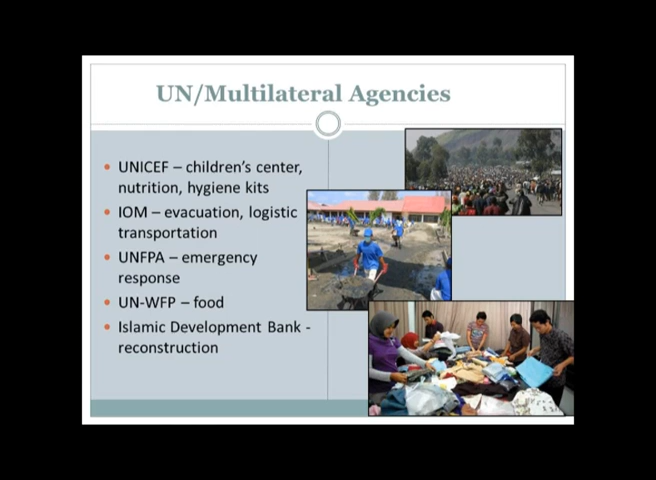 UN/Multilateral Agencies
• UNICEF – children's center,
nutrition, hygiene kits
• IOM – evacuation, logistic
transportation
• UNFPA – emergency
response
• UN-WFP – food
• Islamic Development Bank -
reconstruction